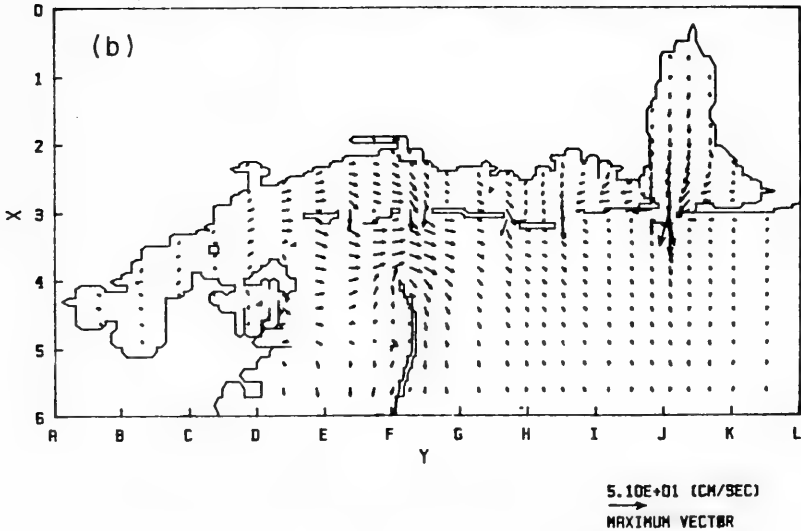 0
(b)
1
2
3
X
4
5
6
A B C D E F G H I J K L
Y
5.10E+01 (CM/SEC)
MAXIMUM VECTOR